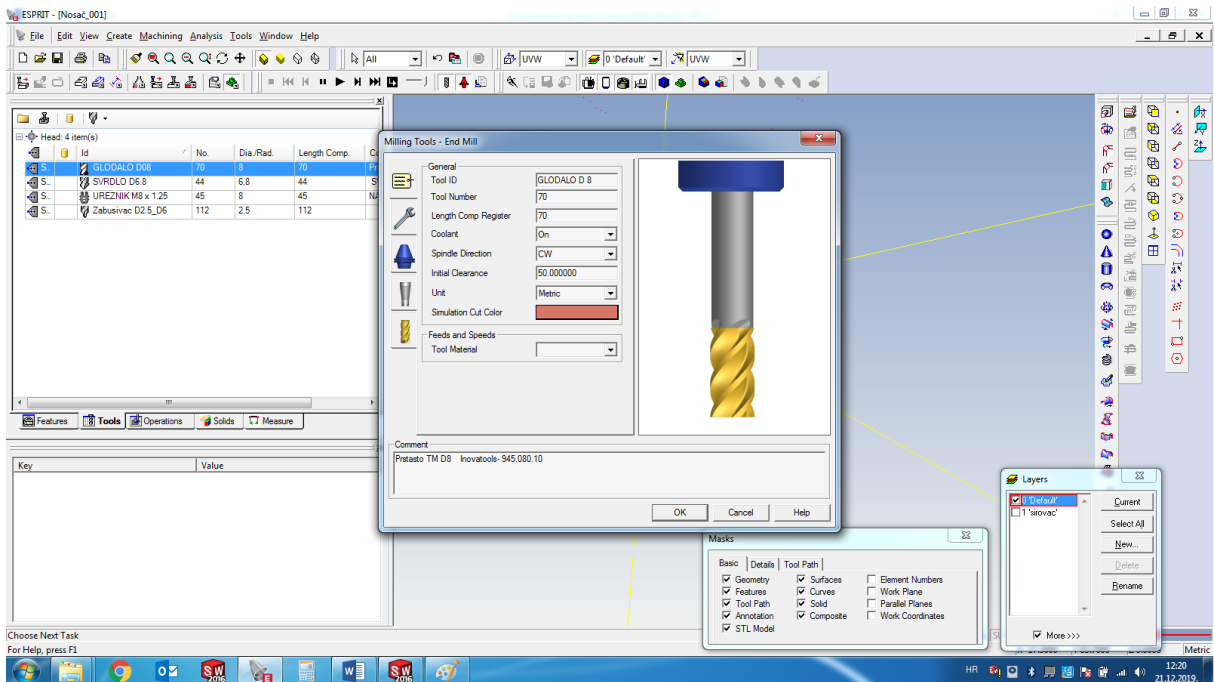 ESPRIT - [Nosač_001]
File Edit View Create Machining Analysis Tools Window Help
All UVW 0 'Default' UVW
Head: 4 item(s)
Id No. Dia./Rad. Length Comp.
S.. GLODALO D08 70 8 70
S.. SVRDLO D6.8 44 6,8 44
S.. UREZNIK M8 x 1.25 45 8 45
S.. Zabusivac D2.5_D6 112 2.5 112
Features Tools Operations Solids Measure
Key Value
Milling Tools - End Mill
General
Tool ID GLODALO D 8
Tool Number 70
Length Comp Register 70
Coolant On
Spindle Direction CW
Initial Clearance 50.000000
Unit Metric
Simulation Cut Color
Feeds and Speeds
Tool Material
Comment
Pratasto TM D8 Inovatools- 945.080.10
OK Cancel Help
Masks
Basic Details Tool Path
Geometry Surfaces Element Numbers
Features Curves Work Plane
Tool Path Solid Parallel Planes
Annotation Composite Work Coordinates
STL Model
Layers
0 'Default' Current
1 'sirovac'
Select All
New...
Delete
Rename
More >>>
Choose Next Task
For Help, press F1
Metric
HR 12:20
21.12.2019.